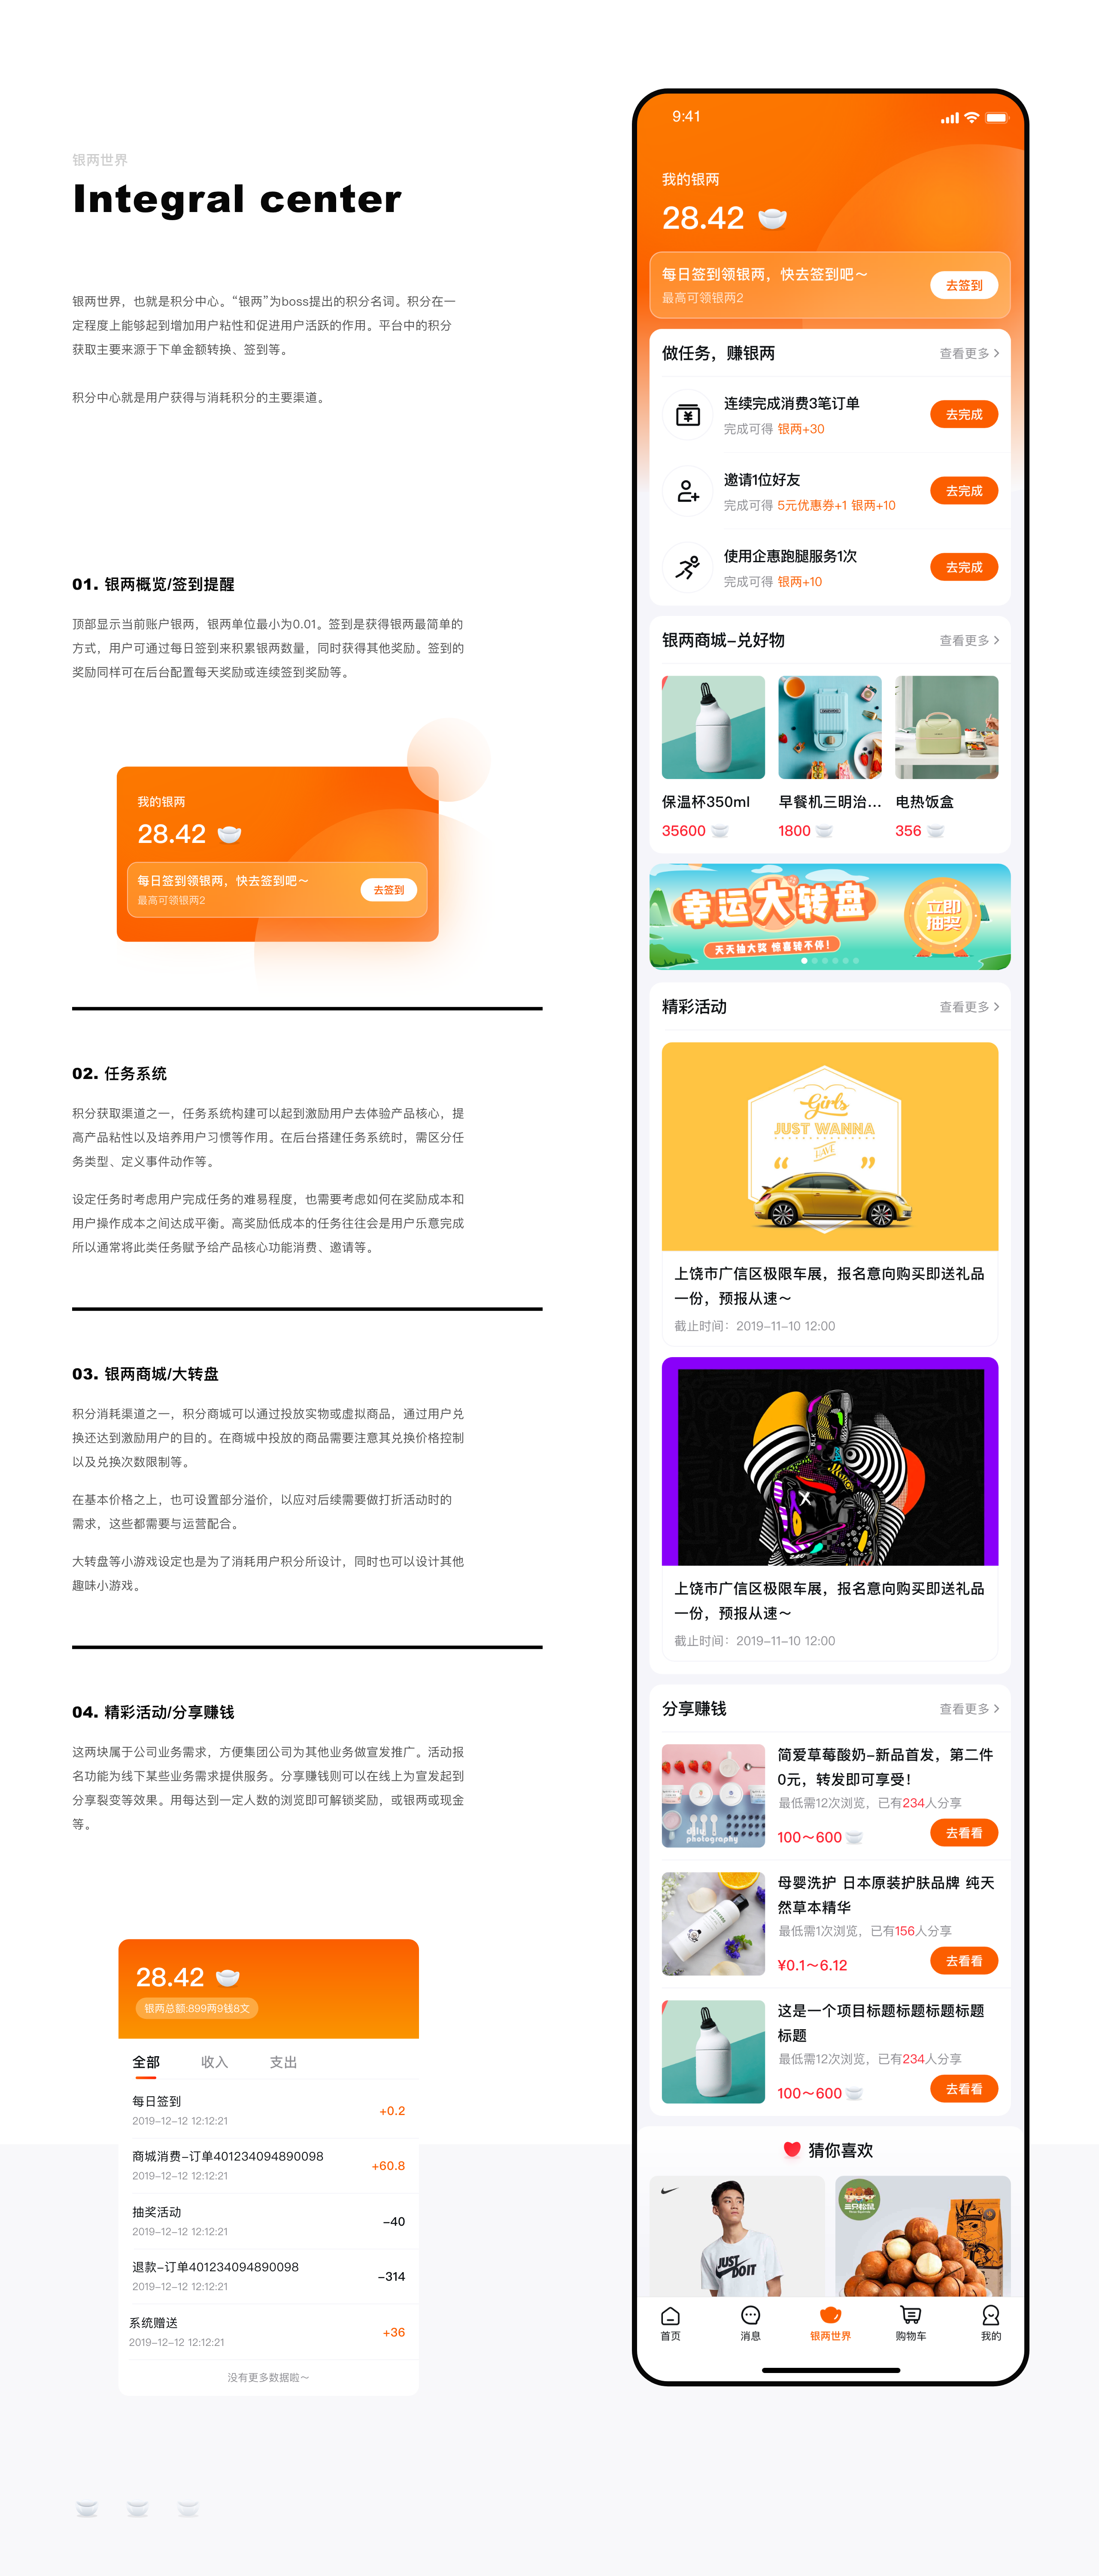 银两世界
Integral center
银两世界，也就是积分中心。“银两”为boss提出的积分名词。积分在一
定程度上能够起到增加用户粘性和促进用户活跃的作用。平台中的积分
获取主要来源于下单金额转换、签到等。
积分中心就是用户获得与消耗积分的主要渠道。
01. 银两概览/签到提醒
顶部显示当前账户银两，银两单位最小为0.01。签到是获得银两最简单的
方式，用户可通过每日签到来积累银两数量，同时获得其他奖励。签到的
奖励同样可在后台配置每天奖励或连续签到奖励等。
我的银两
28.42
每日签到领银两，快去签到吧～
最高可领银两2
去签到
02. 任务系统
积分获取渠道之一，任务系统构建可以起到激励用户去体验产品核心，提
高产品粘性以及培养用户习惯等作用。在后台搭建任务系统时，需区分任
务类型、定义事件动作等。
设定任务时考虑用户完成任务的难易程度，也需要考虑如何在奖励成本和
用户操作成本之间达成平衡。高奖励低成本的任务往往会是用户乐意完成
所以通常将此类任务赋予给产品核心功能消费、邀请等。
03. 银两商城/大转盘
积分消耗渠道之一，积分商城可以通过投放实物或虚拟商品，通过用户兑
换还达到激励用户的目的。在商城中投放的商品需要注意其兑换价格控制
以及兑换次数限制等。
在基本价格之上，也可设置部分溢价，以应对后续需要做打折活动时的
需求，这些都需要与运营配合。
大转盘等小游戏设定也是为了消耗用户积分所设计，同时也可以设计其他
趣味小游戏。
04. 精彩活动/分享赚钱
这两块属于公司业务需求，方便集团公司为其他业务做宣发推广。活动报
名功能为线下某些业务需求提供服务。分享赚钱则可以在线上为宣发起到
分享裂变等效果。用每达到一定人数的浏览即可解锁奖励，或银两或现金
等。
28.42
银两总额:899两9钱8文
全部 收入 支出
每日签到
2019-12-12 12:12:21
+0.2
商城消费-订单401234094890098
2019-12-12 12:12:21
+60.8
抽奖活动
2019-12-12 12:12:21
-40
退款-订单401234094890098
2019-12-12 12:12:21
-314
系统赠送
2019-12-12 12:12:21
+36
没有更多数据啦～
9:41
我的银两
28.42
每日签到领银两，快去签到吧～
最高可领银两2
去签到
做任务，赚银两
查看更多
连续完成消费3笔订单
完成可得 银两+30
去完成
邀请1位好友
完成可得 5元优惠券+1 银两+10
去完成
使用企惠跑腿服务1次
完成可得 银两+10
去完成
银两商城-兑好物
查看更多
保温杯350ml 早餐机三明治... 电热饭盒
35600 1800 356
幸运大转盘
天天抽大奖 惊喜转不停!
立即
抽奖
精彩活动
查看更多
Girls
JUST WANNA
HAVE
“ ”
上饶市广信区极限车展，报名意向购买即送礼品
一份，预报从速～
截止时间：2019-11-10 12:00
上饶市广信区极限车展，报名意向购买即送礼品
一份，预报从速～
截止时间：2019-11-10 12:00
分享赚钱
查看更多
photography
简爱草莓酸奶-新品首发，第二件
0元，转发即可享受！
最低需12次浏览，已有234人分享
100～600
去看看
母婴洗护 日本原装护肤品牌 纯天
然草本精华
最低需1次浏览，已有156人分享
¥0.1～6.12
去看看
这是一个项目标题标题标题标题
标题
最低需12次浏览，已有234人分享
100～600
去看看
猜你喜欢
JUST
DO IT
三只松鼠
首页 消息 银两世界 购物车 我的